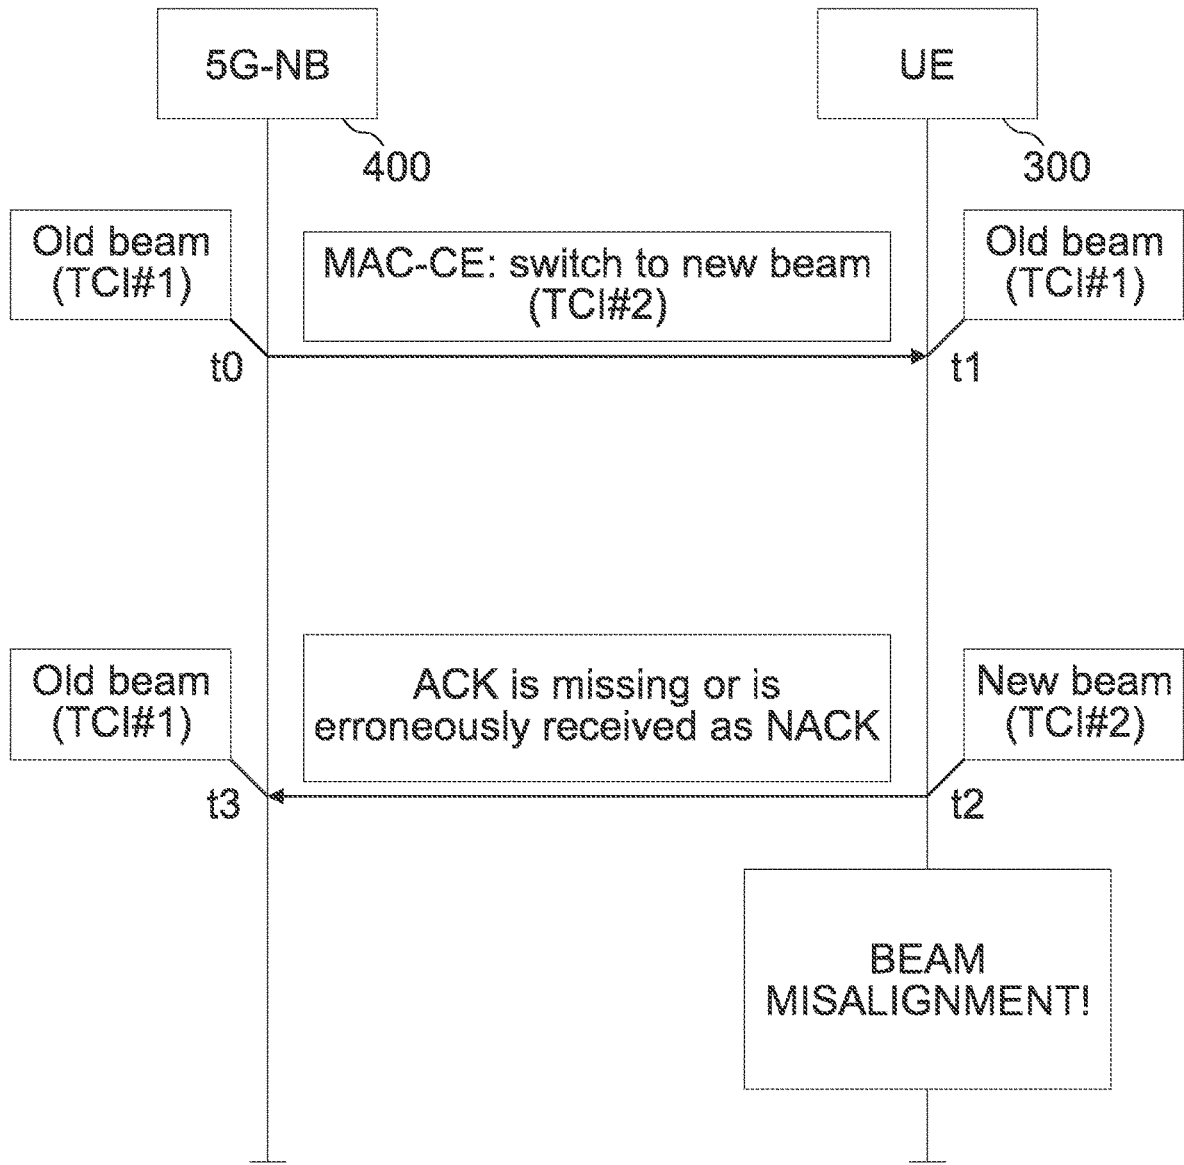 5G-NB
UE
400
300
Old beam
(TCI#1)
MAC-CE: switch to new beam
(TCI#2)
Old beam
(TCI#1)
t0
t1
Old beam
(TCI#1)
ACK is missing or is
erroneously received as NACK
New beam
(TCI#2)
t3
t2
BEAM
MISALIGNMENT!